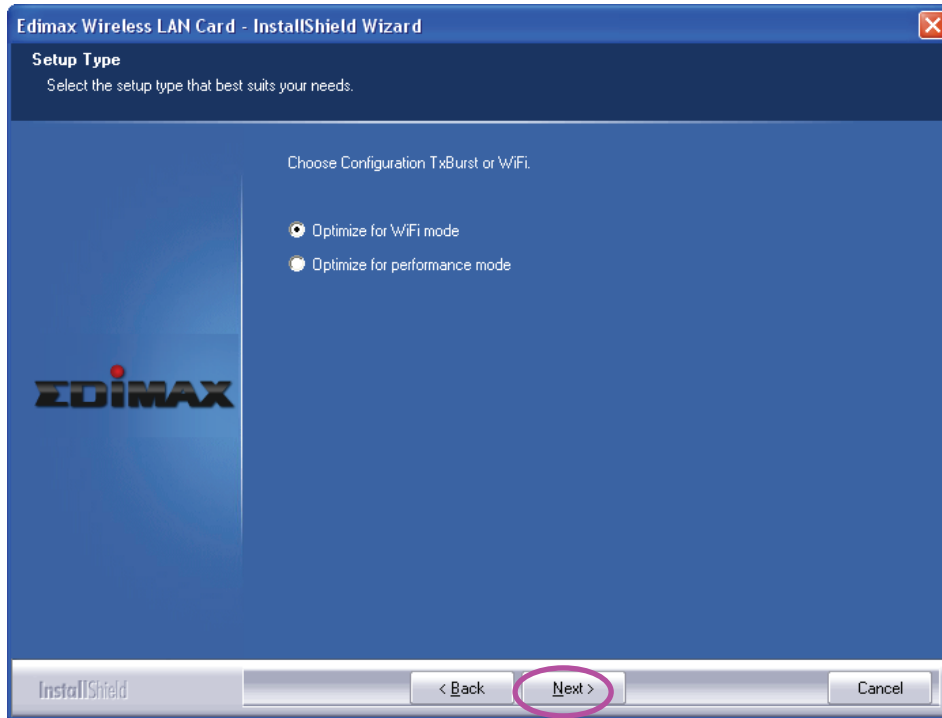 Edimax Wireless LAN Card - InstallShield Wizard
Setup Type
Select the setup type that best suits your needs.
Choose Configuration TxBurst or WiFi.
Optimize for WiFi mode
Optimize for performance mode
EDIMAX
InstallShield
< Back
Next >
Cancel